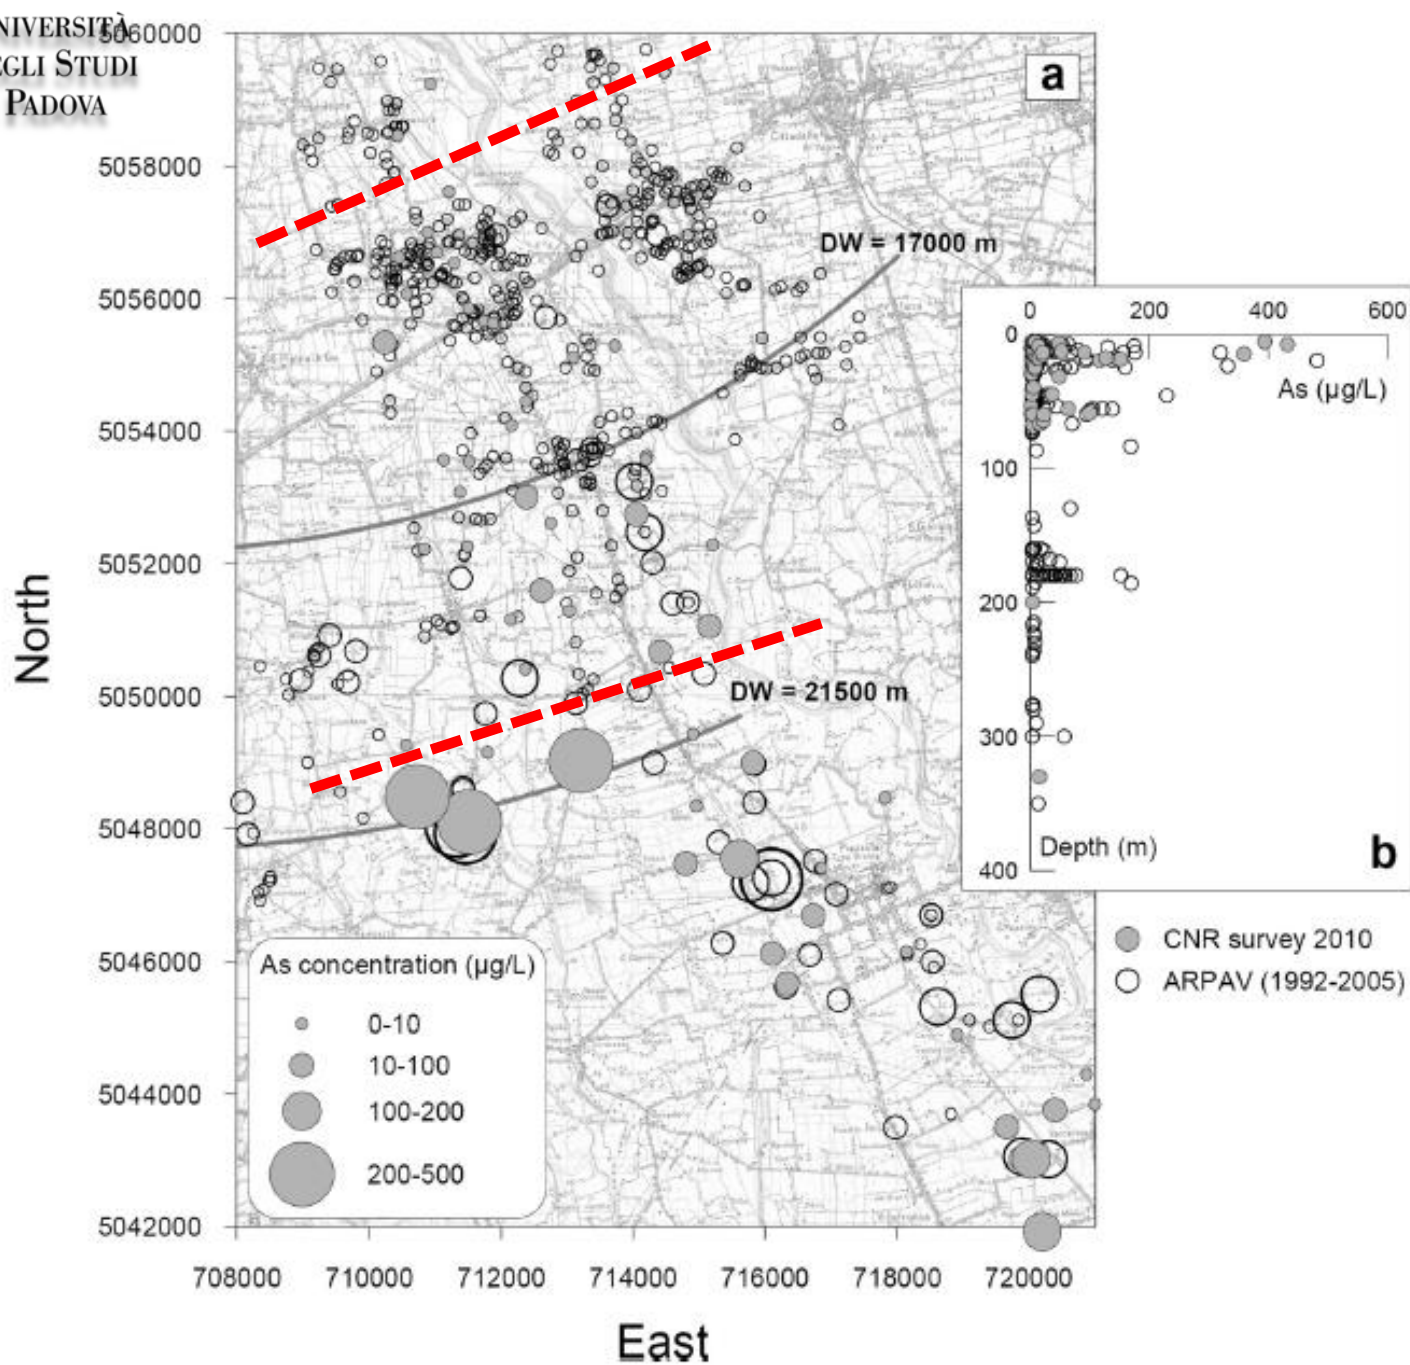 NIVERSITÀ
EGLI STUDI
PADOVA
a
5060000
5058000
5056000
5054000
5052000
5050000
5048000
5046000
5044000
5042000
North
DW = 17000 m
DW = 21500 m
0 200 400 600
As (µg/L)
0
100
200
300
400
Depth (m)
b
CNR survey 2010
ARPAV (1992-2005)
As concentration (µg/L)
0-10
10-100
100-200
200-500
708000 710000 712000 714000 716000 718000 720000
East